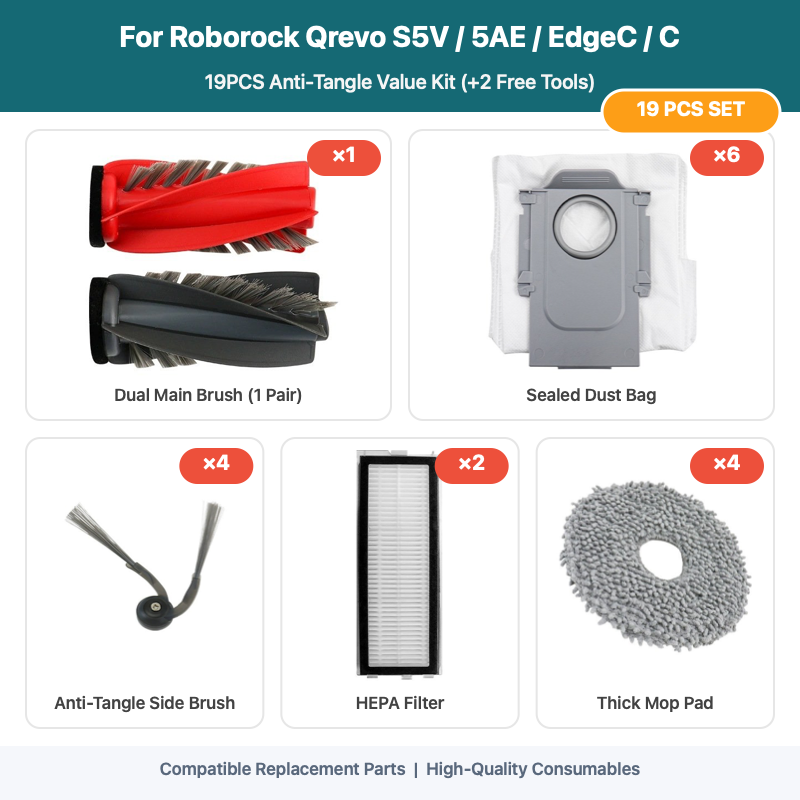 For Roborock Qrevo S5V / 5AE / EdgeC / C
19PCS Anti-Tangle Value Kit (+2 Free Tools)
19 PCS SET
×1
Dual Main Brush (1 Pair)
×6
Sealed Dust Bag
×4
Anti-Tangle Side Brush
×2
HEPA Filter
×4
Thick Mop Pad
Compatible Replacement Parts | High-Quality Consumables